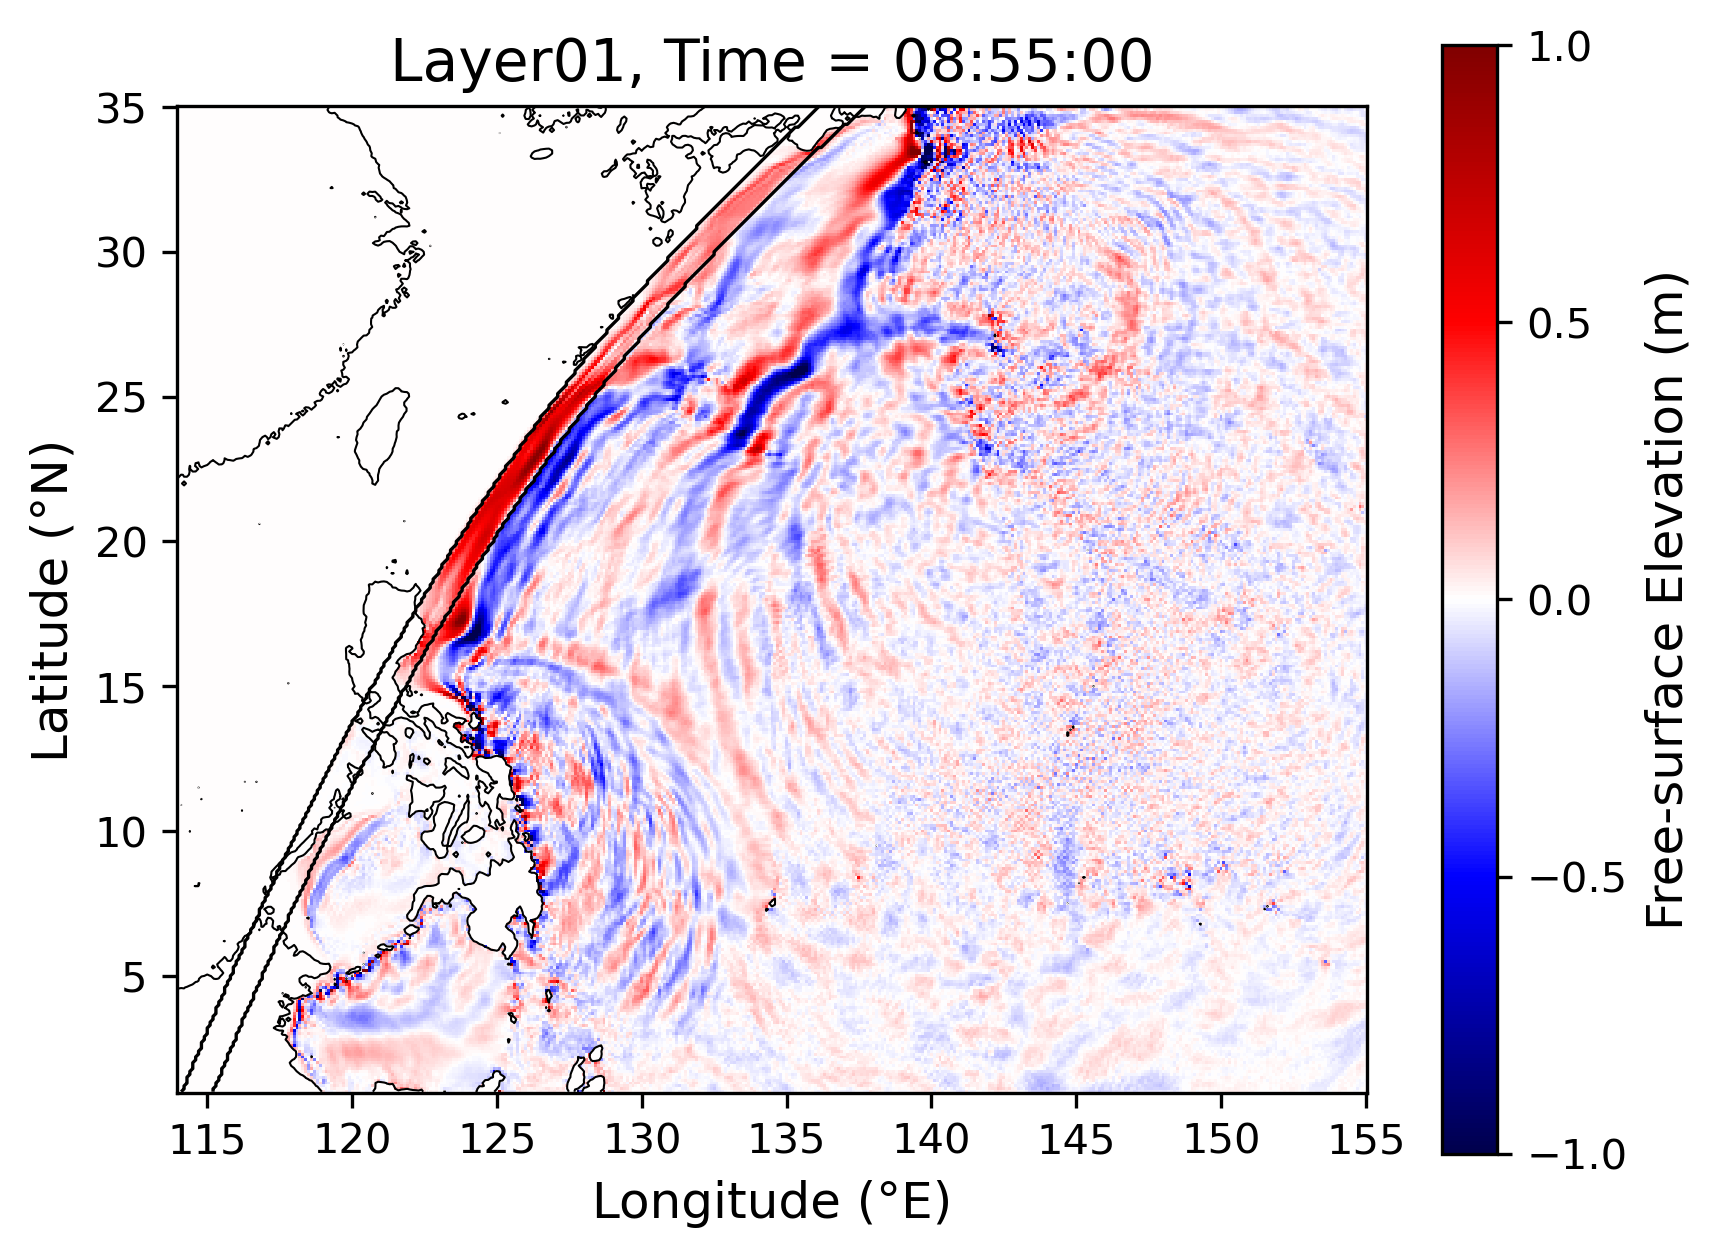 Layer01, Time = 08:55:00
35
30
25
20
15
10
5
Latitude (°N)
115 120 125 130 135 140 145 150 155
Longitude (°E)
1.0
0.5
0.0
−0.5
−1.0
Free-surface Elevation (m)